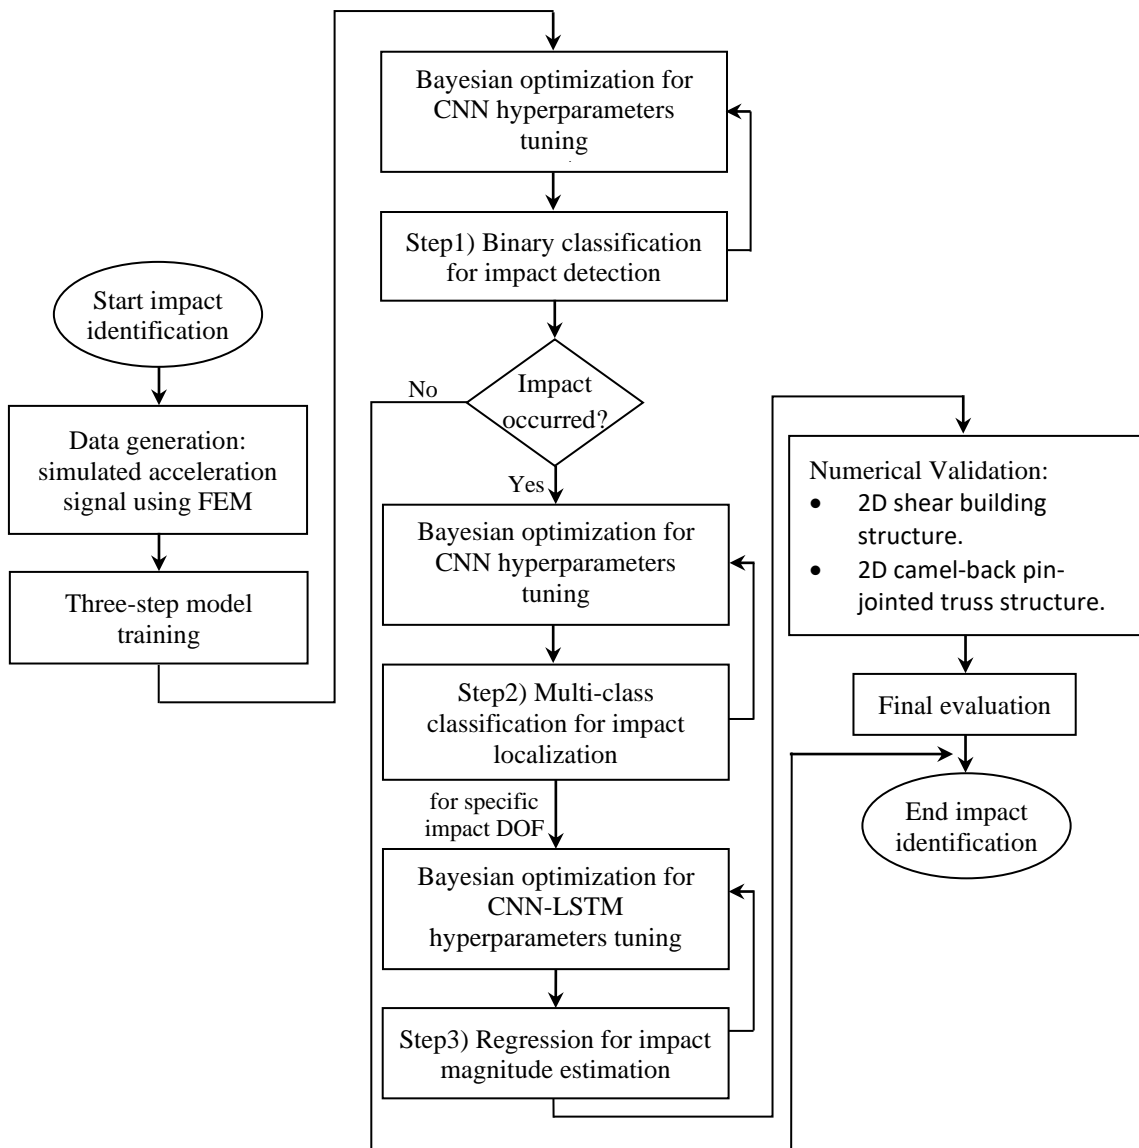 Start impact
identification
Data generation:
simulated acceleration
signal using FEM
Three-step model
training
Bayesian optimization for
CNN hyperparameters
tuning
Step1) Binary classification
for impact detection
Impact
occurred?
No
Yes
Bayesian optimization for
CNN hyperparameters
tuning
Step2) Multi-class
classification for impact
localization
for specific
impact DOF
Bayesian optimization for
CNN-LSTM
hyperparameters tuning
Step3) Regression for impact
magnitude estimation
Numerical Validation:
• 2D shear building
structure.
• 2D camel-back pin-
jointed truss structure.
Final evaluation
End impact
identification